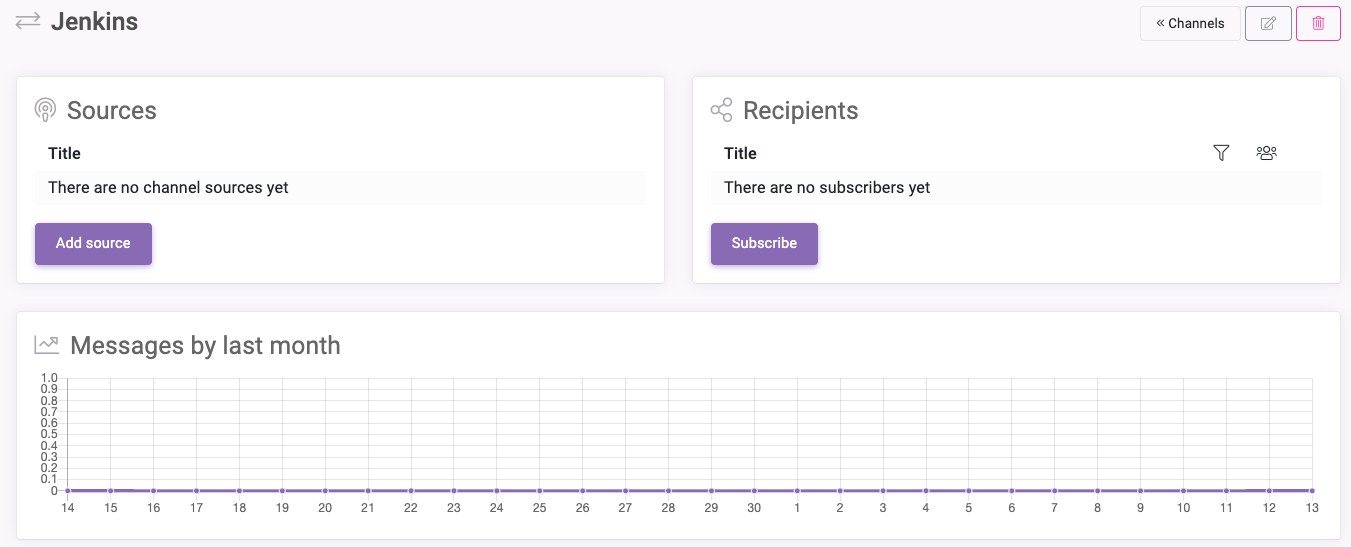 Jenkins
« Channels
Sources
Title
There are no channel sources yet
Add source
Recipients
Title
There are no subscribers yet
Subscribe
Messages by last month
1.0
0.9
0.8
0.7
0.6
0.5
0.4
0.3
0.2
0.1
0
14 15 16 17 18 19 20 21 22 23 24 25 26 27 28 29 30 1 2 3 4 5 6 7 8 9 10 11 12 13